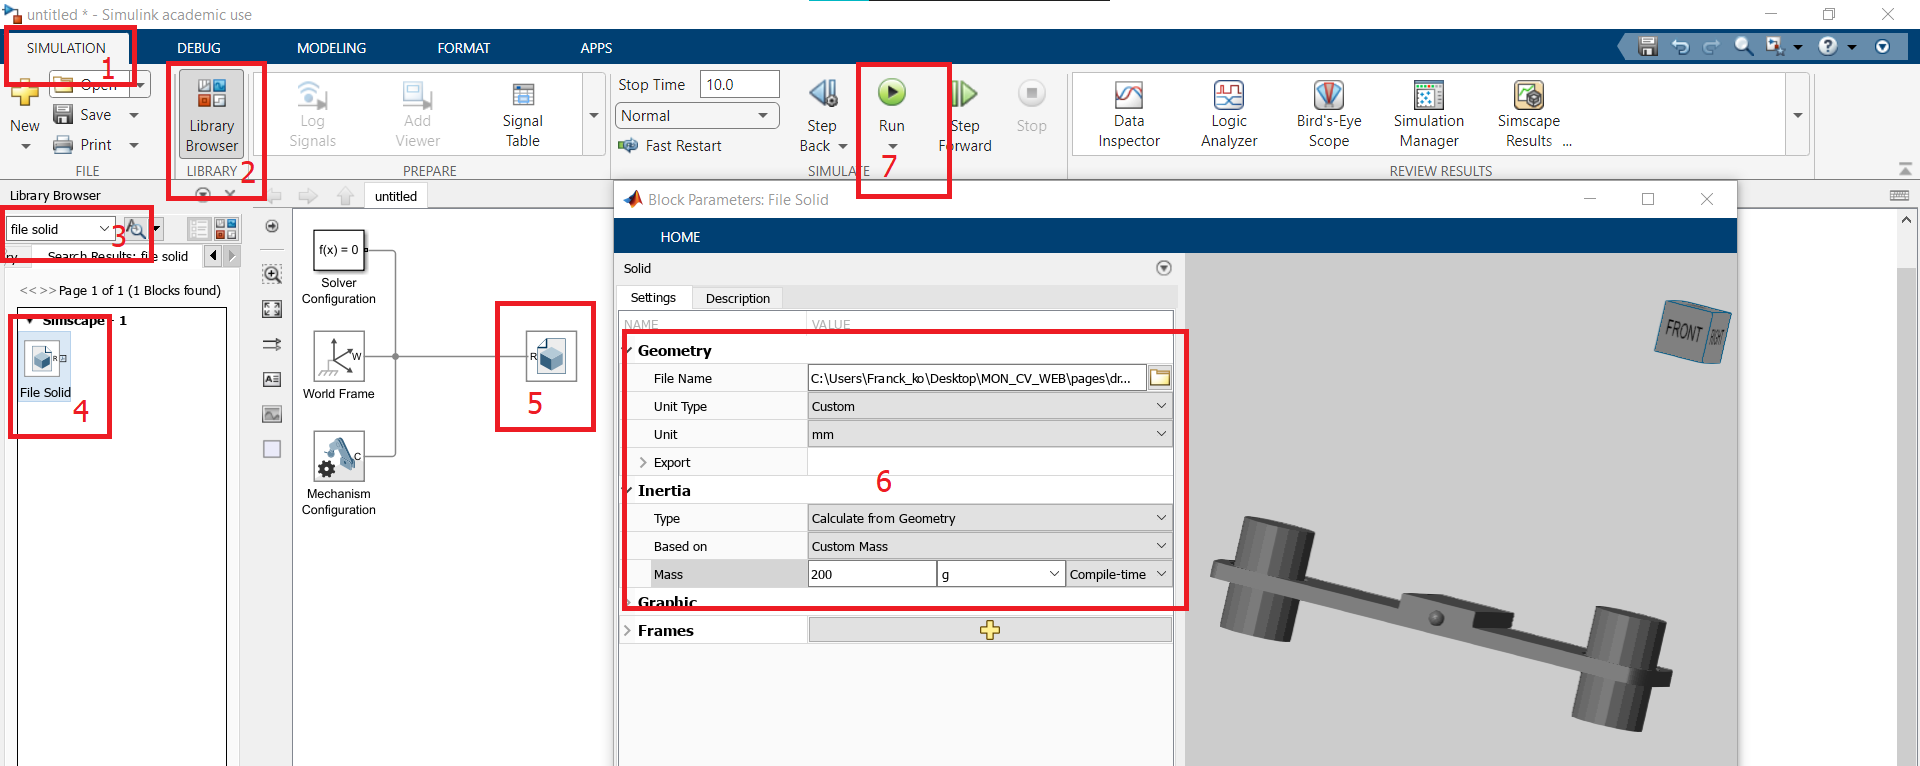 untitled * - Simulink academic use
SIMULATION
DEBUG
MODELING
FORMAT
APPS
1
New
Open
Save
Print
FILE
Library
Browser
LIBRARY
2
Log
Signals
Add
Viewer
Signal
Table
PREPARE
Stop Time
10.0
Normal
Fast Restart
Step
Back
Run
7
Step
Forward
Stop
SIMULATE
Data
Inspector
Logic
Analyzer
Bird's-Eye
Scope
Simulation
Manager
Simscape
Results ...
REVIEW RESULTS
Library Browser
file solid
3
Search Results: file solid
<< >> Page 1 of 1 (1 Blocks found)
Simscape - 1
File Solid
4
untitled
f(x) = 0
Solver
Configuration
W
World Frame
C
Mechanism
Configuration
R
5
Block Parameters: File Solid
HOME
Solid
Settings
Description
NAME
VALUE
Geometry
File Name
C:\Users\Franck_ko\Desktop\MON_CV_WEB\pages\dr...
Unit Type
Custom
Unit
mm
Export
6
Inertia
Type
Calculate from Geometry
Based on
Custom Mass
Mass
200
g
Compile-time
Graphic
Frames
FRONT
RIGHT